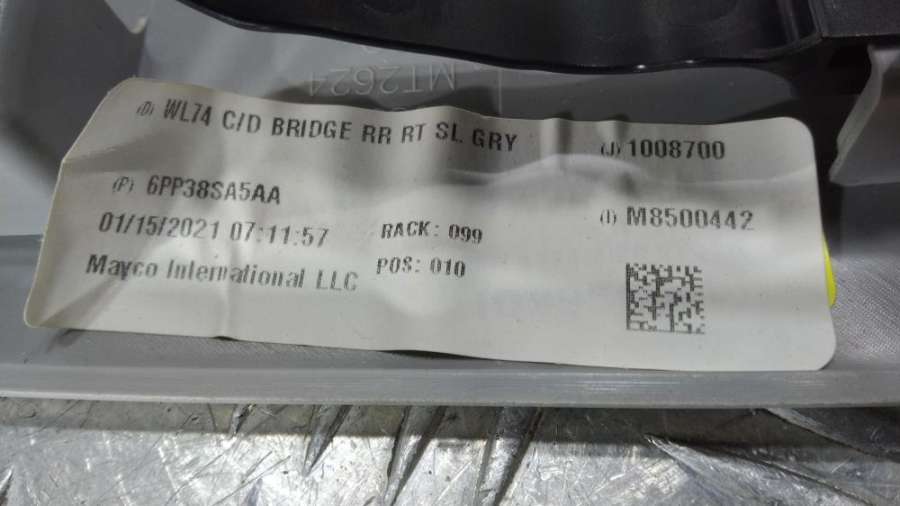 MT2624
(D) WL74 C/D BRIDGE RR RT SL GRY
(J) 1008700
(P) 6PP38SA5AA
(I) M8500442
01/15/2021 07:11:57
RACK: 099
Mayco International LLC
POS: 010